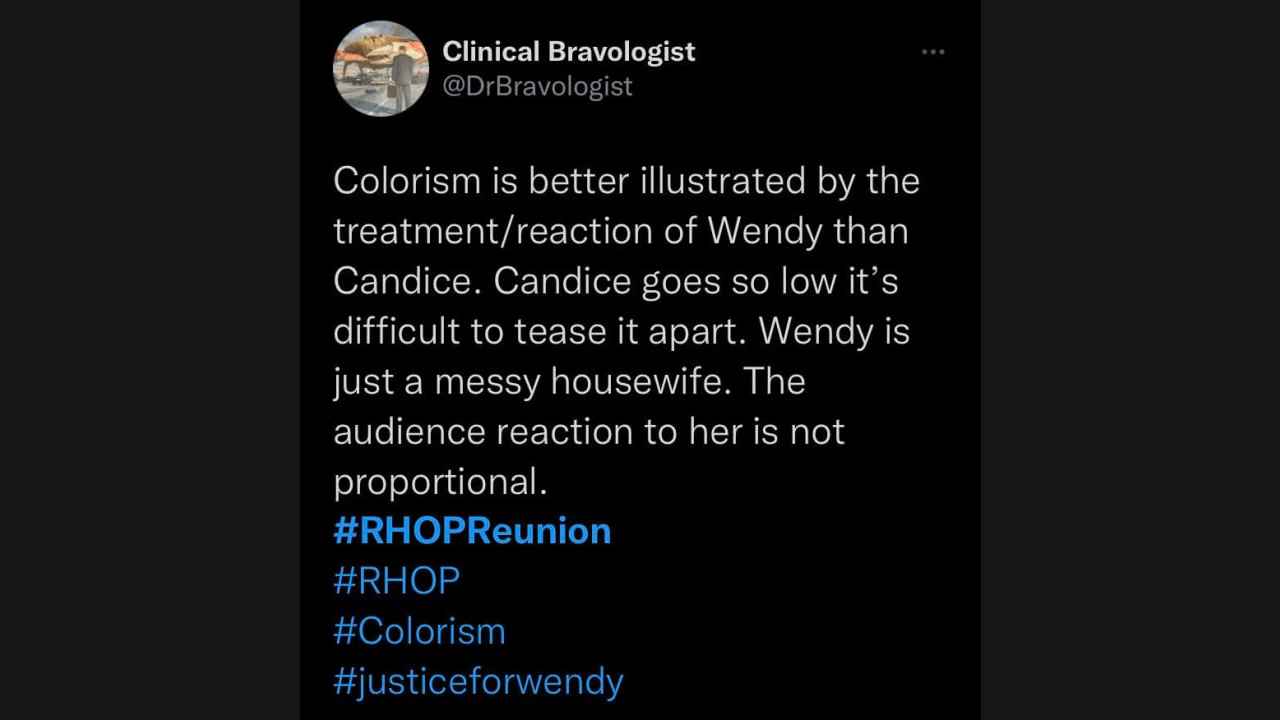 Clinical Bravologist
@DrBravologist
Colorism is better illustrated by the
treatment/reaction of Wendy than
Candice. Candice goes so low it’s
difficult to tease it apart. Wendy is
just a messy housewife. The
audience reaction to her is not
proportional.
#RHOPReunion
#RHOP
#Colorism
#justiceforwendy